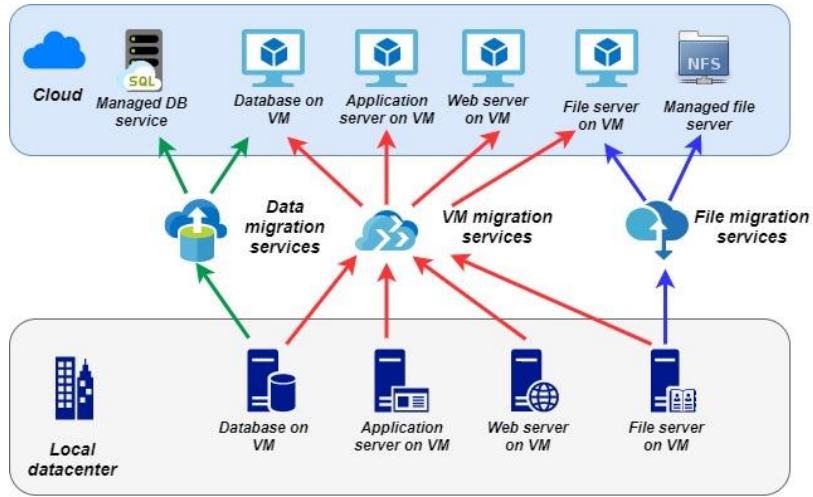 Cloud
SQL
Managed DB
service
Database on
VM
Application
server on VM
Web server
on VM
File server
on VM
NFS
Managed file
server
Data
migration
services
VM migration
services
File migration
services
Local
datacenter
Database on
VM
Application
server on VM
Web server
on VM
File server
on VM